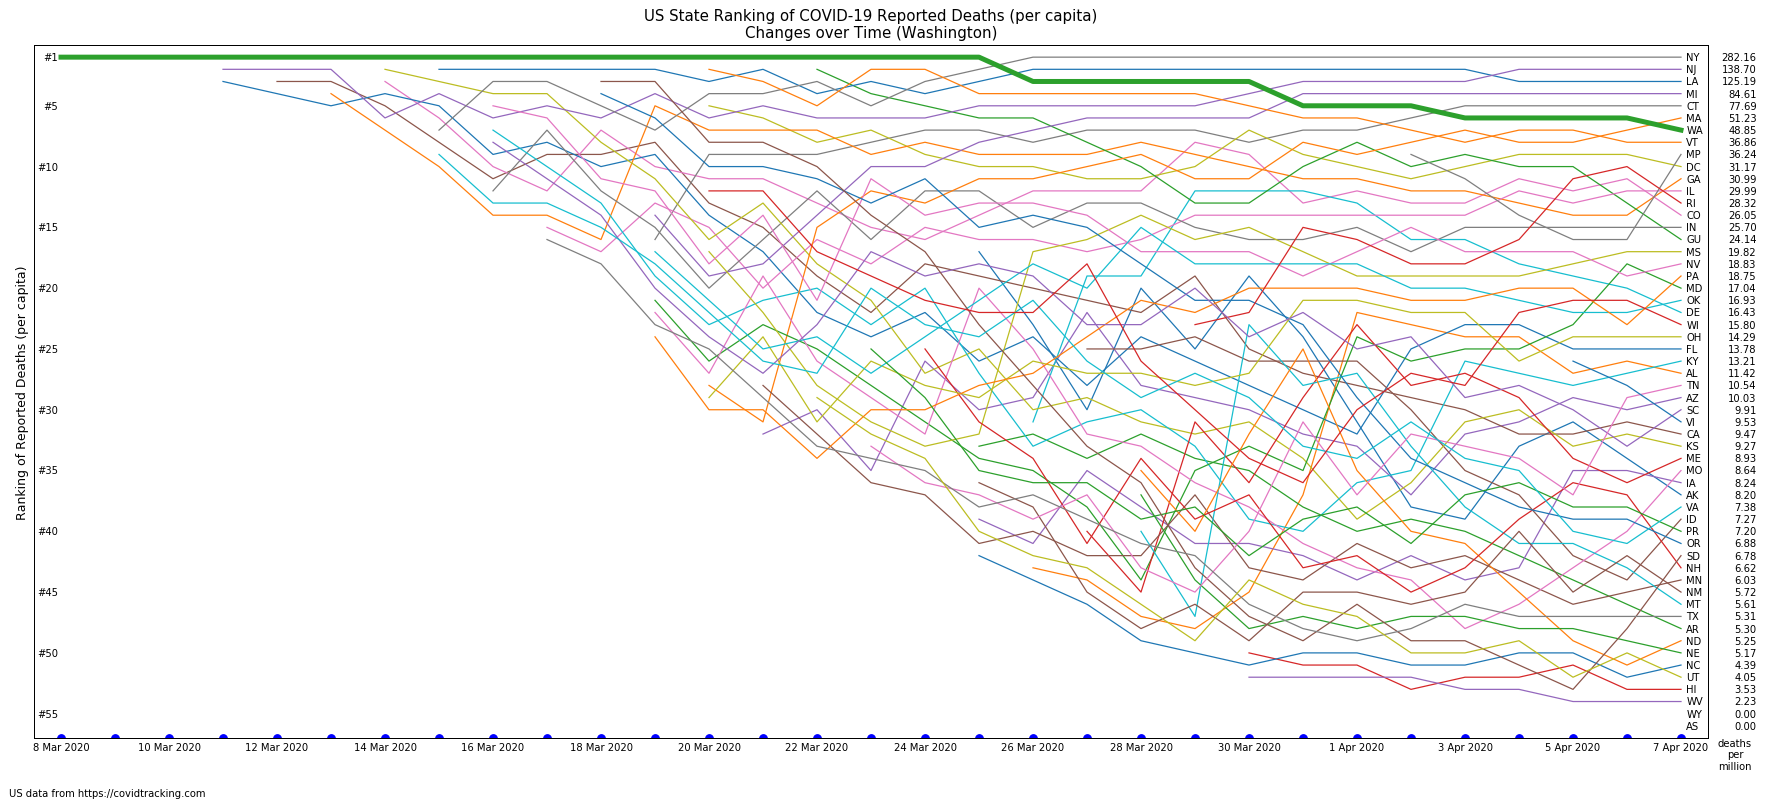 US State Ranking of COVID-19 Reported Deaths (per capita)
Changes over Time (Washington)
Ranking of Reported Deaths (per capita)
#1
#5
#10
#15
#20
#25
#30
#35
#40
#45
#50
#55
NY 282.16
NJ 138.70
LA 125.19
MI 84.61
CT 77.69
MA 51.23
WA 48.85
VT 36.86
MP 36.24
DC 31.17
GA 30.99
IL 29.99
RI 28.32
CO 26.05
IN 25.70
GU 24.14
MS 19.82
NV 18.83
PA 18.75
MD 17.04
OK 16.93
DE 16.43
WI 15.80
OH 14.29
FL 13.78
KY 13.21
AL 11.42
TN 10.54
AZ 10.03
SC 9.91
VI 9.53
CA 9.47
KS 9.27
ME 8.93
MO 8.64
IA 8.24
AK 8.20
VA 7.38
ID 7.27
PR 7.20
OR 6.88
SD 6.78
NH 6.62
MN 6.03
NM 5.72
MT 5.61
TX 5.31
AR 5.30
ND 5.25
NE 5.17
NC 4.39
UT 4.05
HI 3.53
WV 2.23
WY 0.00
AS 0.00
8 Mar 2020 10 Mar 2020 12 Mar 2020 14 Mar 2020 16 Mar 2020 18 Mar 2020 20 Mar 2020 22 Mar 2020 24 Mar 2020 26 Mar 2020 28 Mar 2020 30 Mar 2020 1 Apr 2020 3 Apr 2020 5 Apr 2020 7 Apr 2020
deaths
per
million
US data from https://covidtracking.com